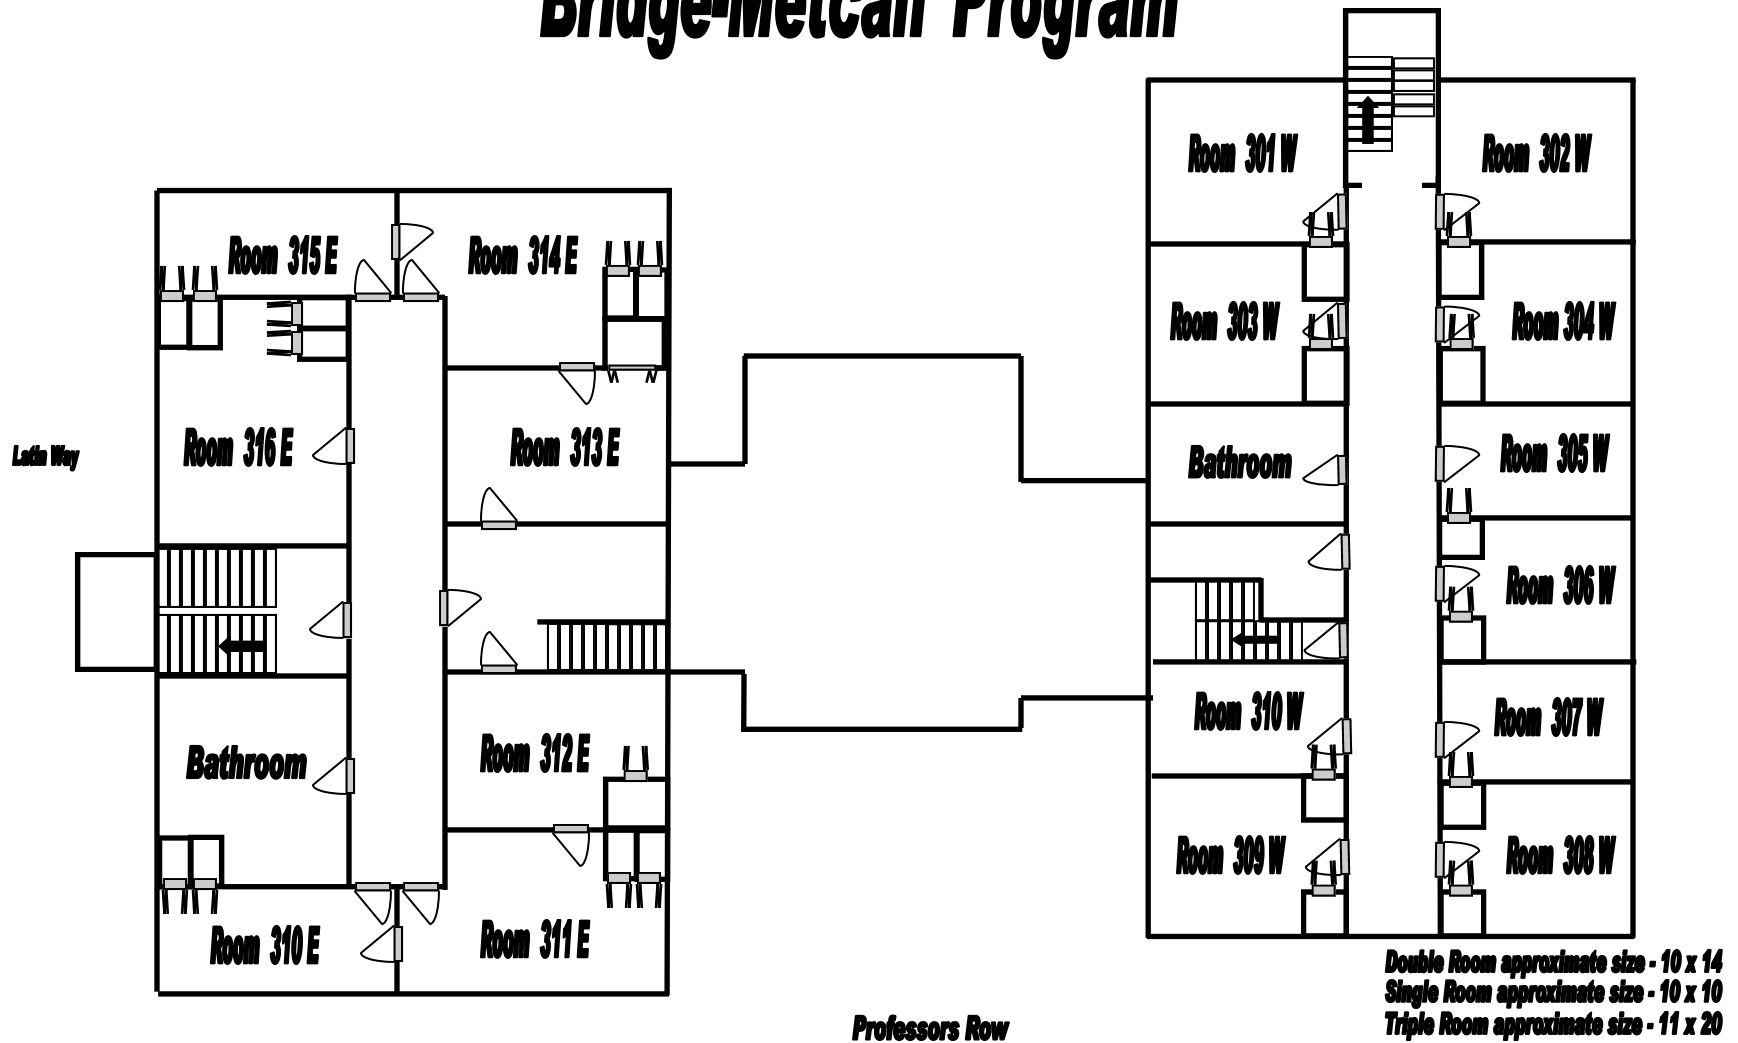 Bridge-Metcalf Program
Room 301 W
Room 302 W
Room 315 E
Room 314 E
Room 303 W
Room 304 W
Room 316 E
Room 313 E
Latin Way
Bathroom
Room 305 W
Room 306 W
Room 310 W
Room 307 W
Bathroom
Room 312 E
Room 309 W
Room 308 W
Room 310 E
Room 311 E
Double Room approximate size - 10 x 14
Single Room approximate size - 10 x 10
Triple Room approximate size - 11 x 20
Professors Row